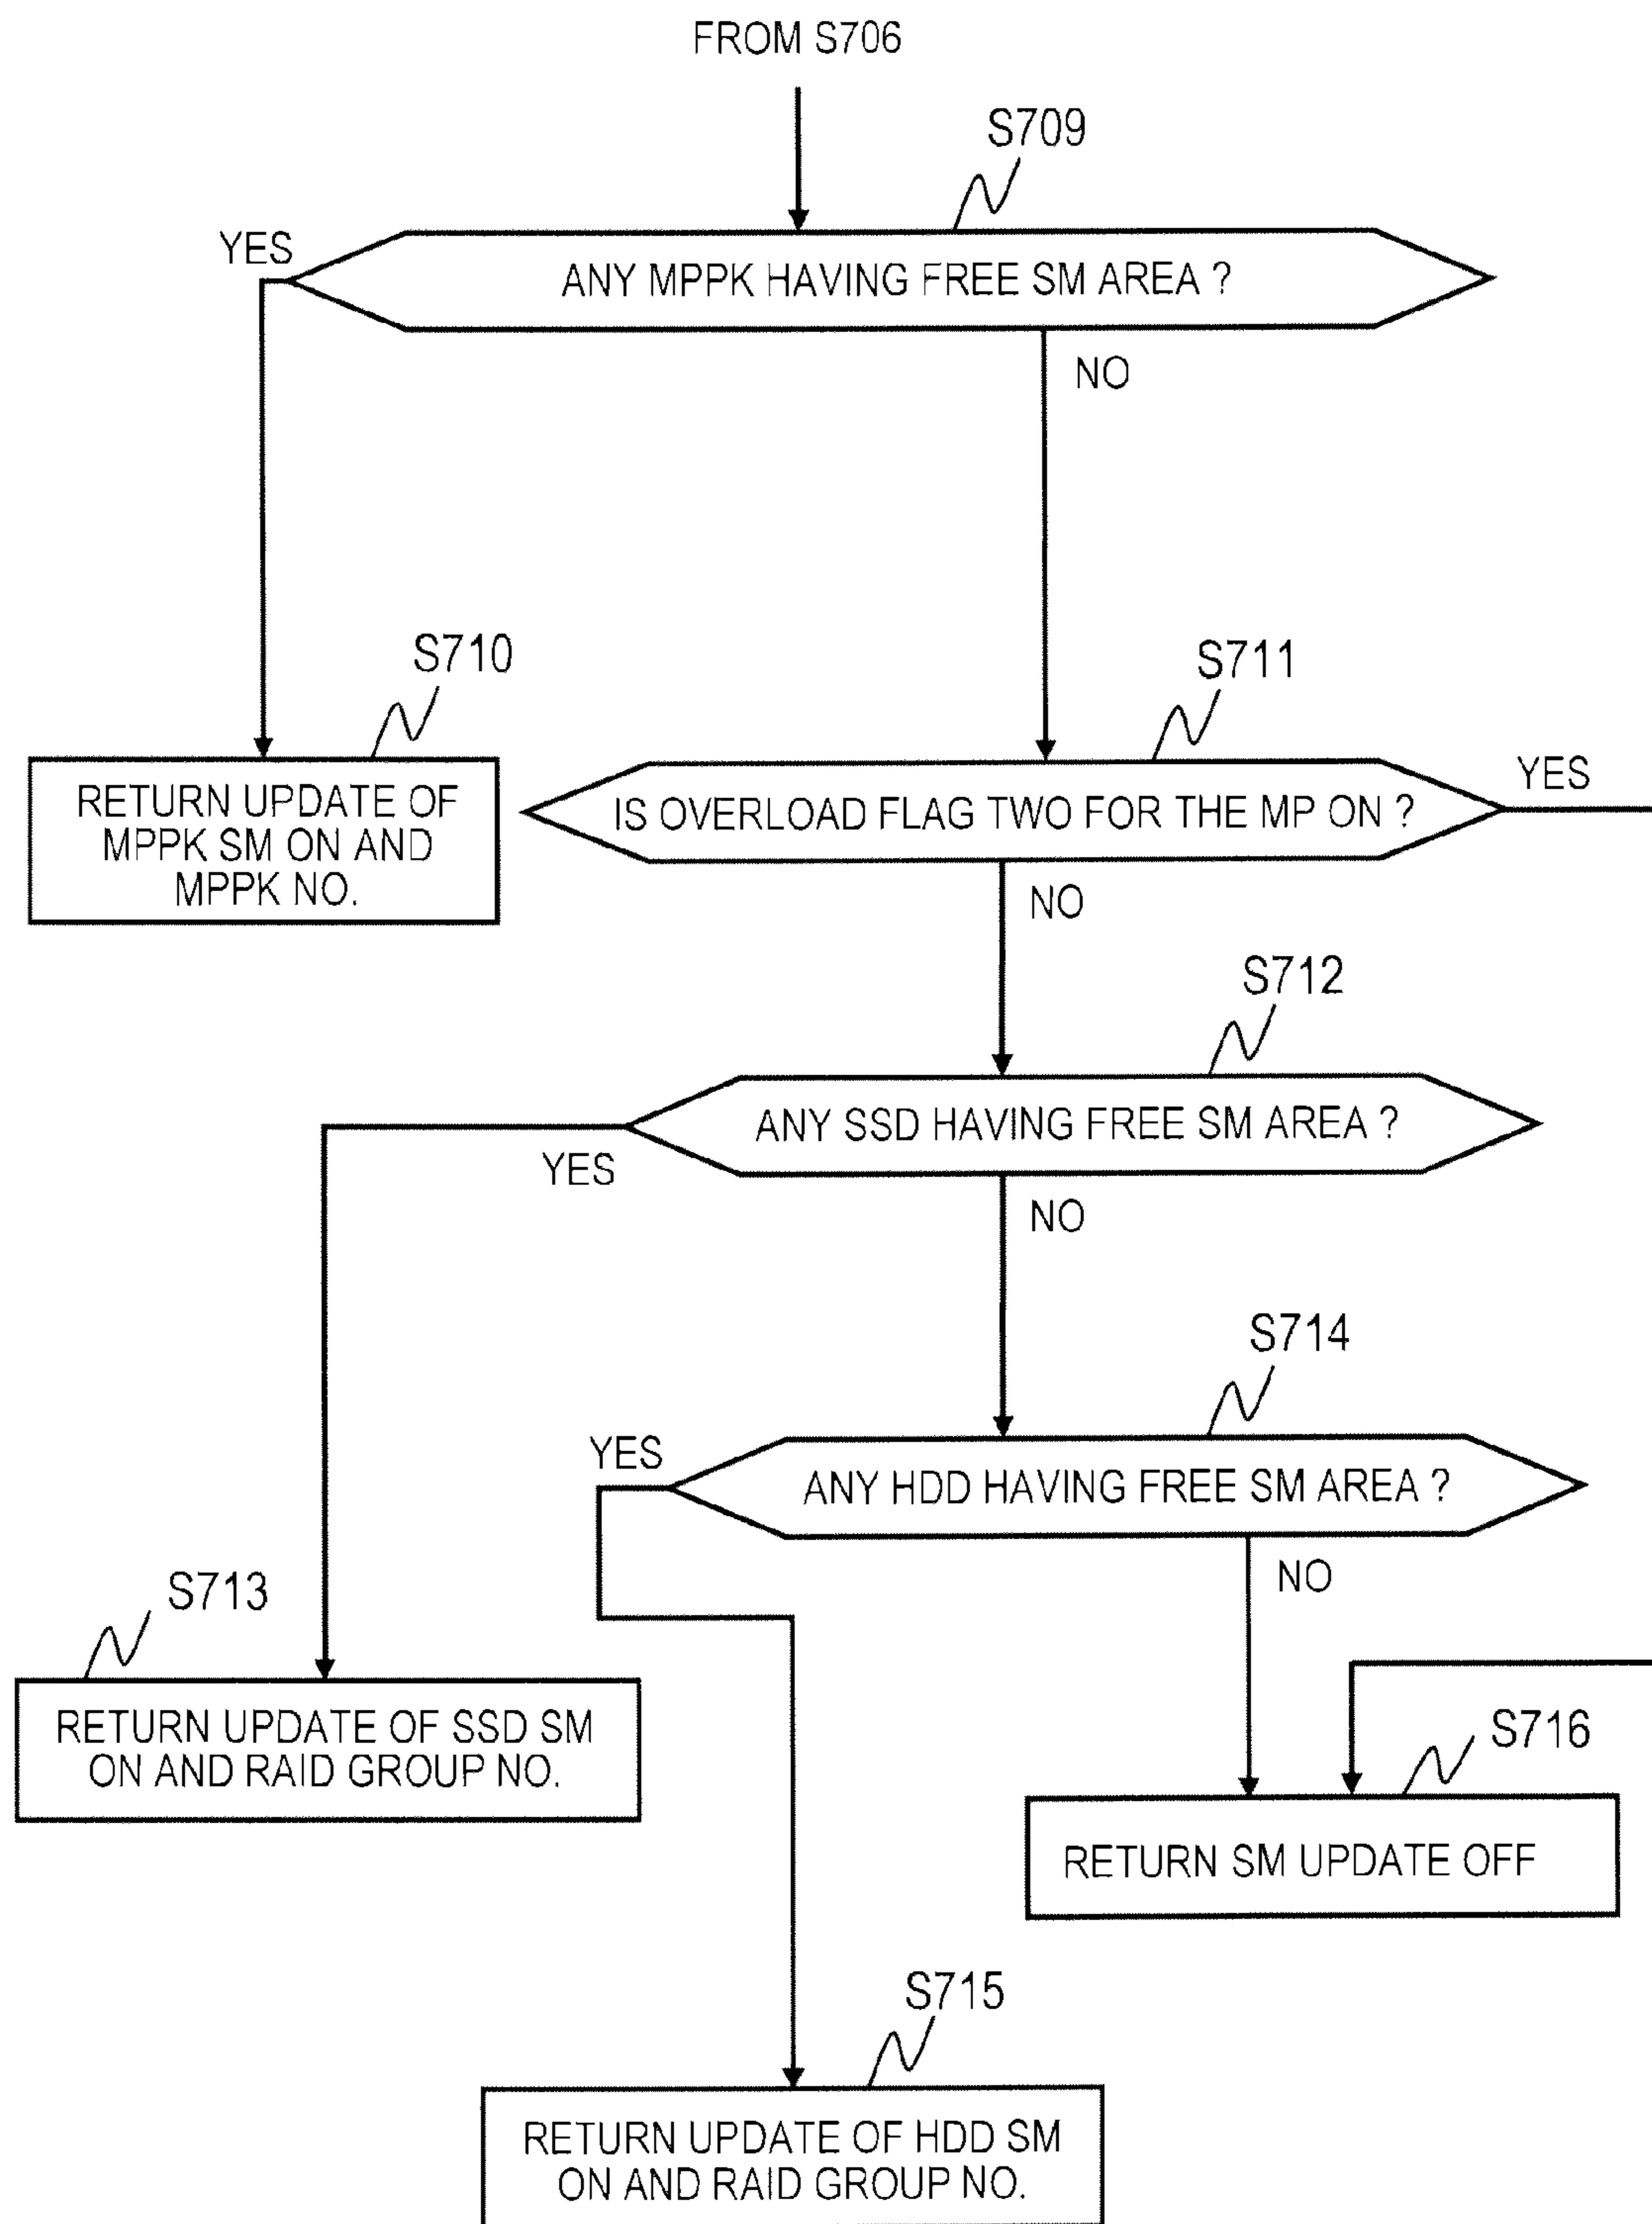 FROM S706
S709
YES
ANY MPPK HAVING FREE SM AREA ?
NO
S710
S711
RETURN UPDATE OF
MPPK SM ON AND
MPPK NO.
IS OVERLOAD FLAG TWO FOR THE MP ON ?
YES
NO
S712
ANY SSD HAVING FREE SM AREA ?
YES
NO
S714
YES
ANY HDD HAVING FREE SM AREA ?
NO
S713
RETURN UPDATE OF SSD SM
ON AND RAID GROUP NO.
S716
RETURN SM UPDATE OFF
S715
RETURN UPDATE OF HDD SM
ON AND RAID GROUP NO.